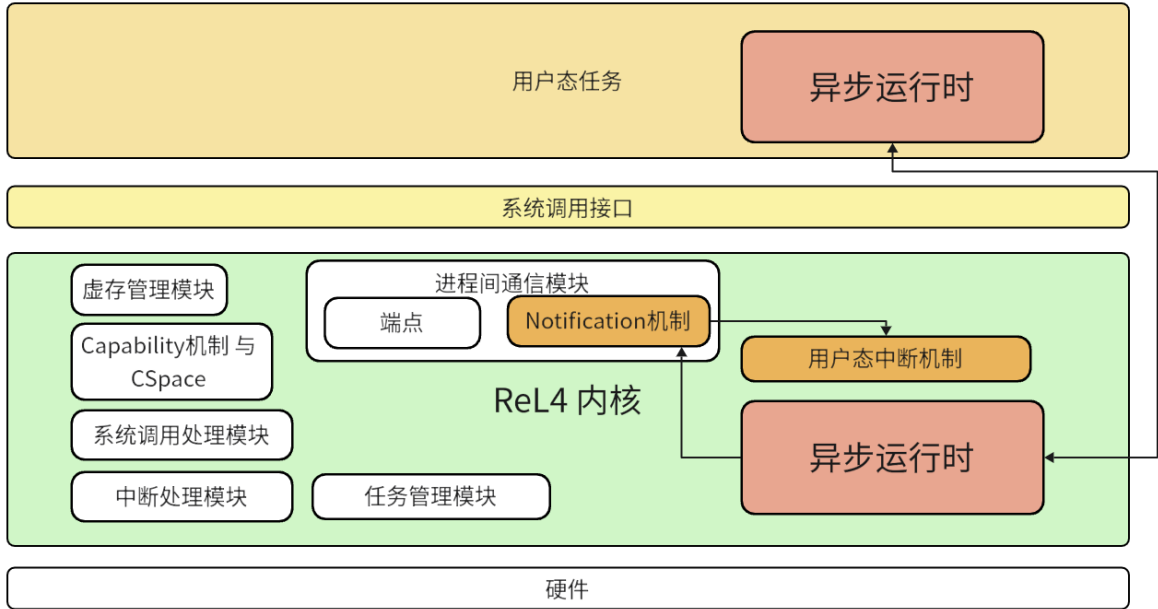 用户态任务
异步运行时
系统调用接口
虚存管理模块
进程间通信模块
端点
Notification机制
Capability机制 与
CSpace
用户态中断机制
ReL4 内核
系统调用处理模块
异步运行时
中断处理模块
任务管理模块
硬件